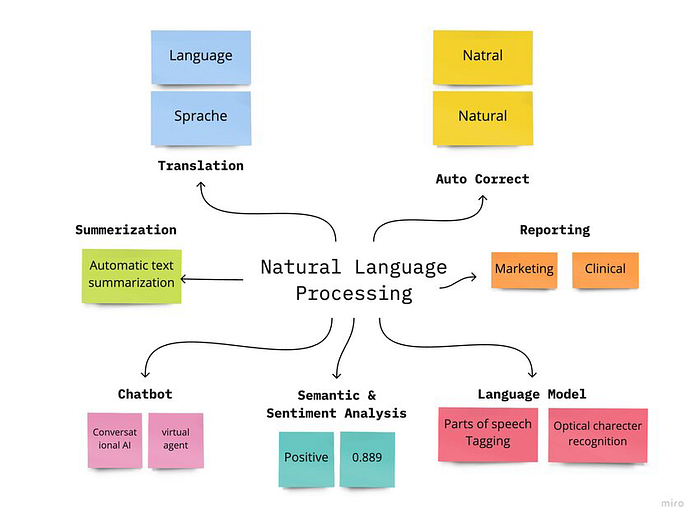 Language
Sprache
Translation
Natral
Natural
Auto Correct
Summerization
Automatic text
summarization
Natural Language
Processing
Reporting
Marketing
Clinical
Chatbot
Conversat
ional AI
virtual
agent
Semantic &
Sentiment Analysis
Positive
0.889
Language Model
Parts of speech
Tagging
Optical charecter
recognition
miro